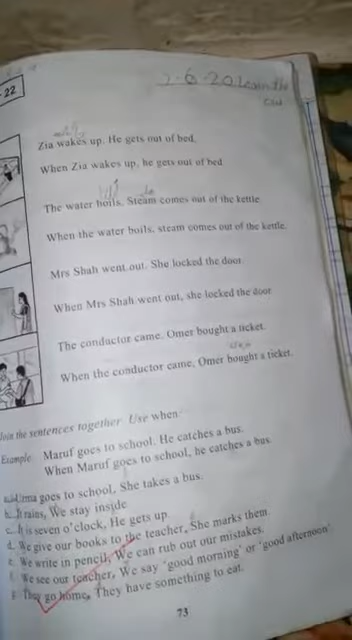 22
2.6.20 Learn the
Zia wakes up. He gets out of bed.
When Zia wakes up, he gets out of bed.
The water boils. Steam comes out of the kettle.
When the water boils, steam comes out of the kettle.
Mrs Shah went out. She locked the door.
When Mrs Shah went out, she locked the door.
The conductor came. Omer bought a ticket.
When the conductor came, Omer bought a ticket.
Join the sentences together. Use when:
Example: Maruf goes to school. He catches a bus.
When Maruf goes to school, he catches a bus.
goes to school, She takes a bus.
b. It rains, We stay inside.
c. It is seven o'clock, He gets up.
d. We give our books to the teacher, She marks them.
e. We write in pencil, We can rub out our mistakes.
f. We see our teacher, We say 'good morning' or 'good afternoon'
g. They go home, They have something to eat.
73